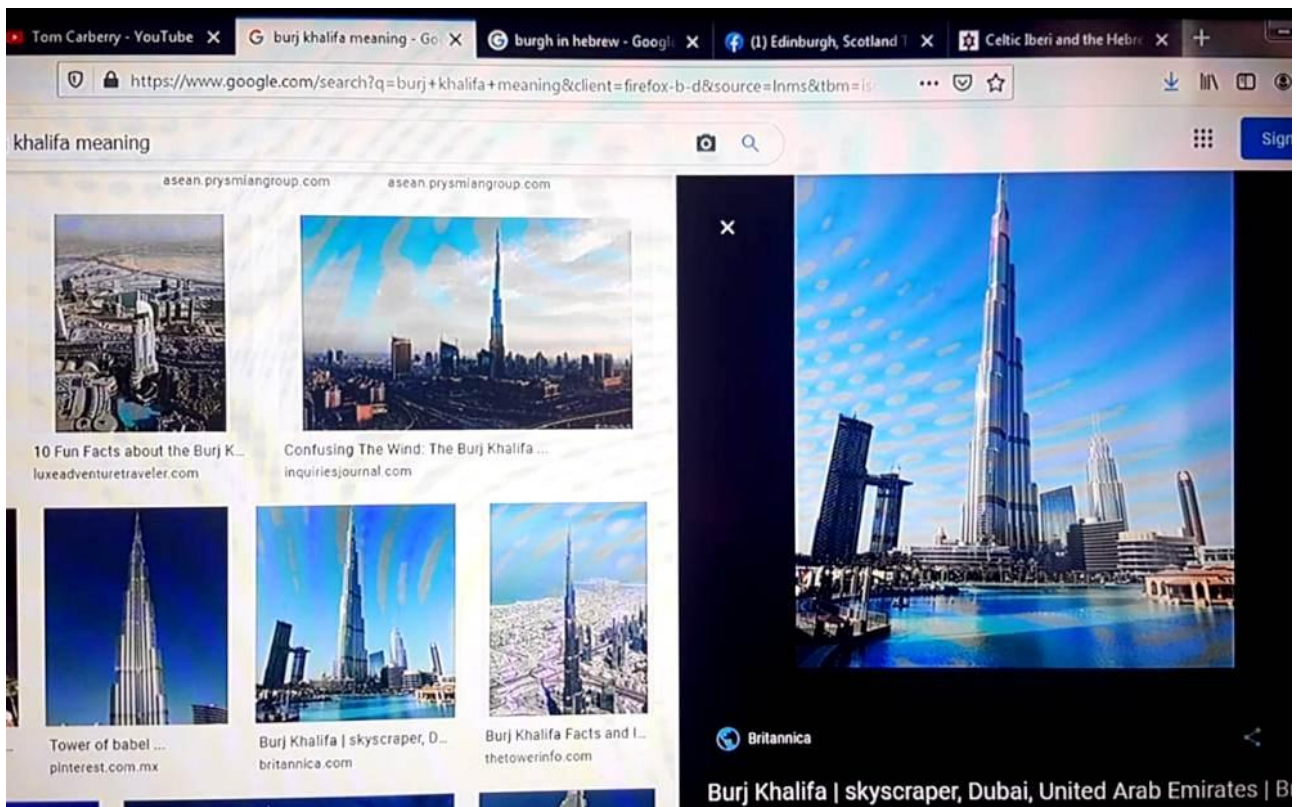 Tom Carberry - YouTube
burj khalifa meaning - Go
burgh in hebrew - Googl
(1) Edinburgh, Scotland T
Celtic Iberi and the Hebre
https://www.google.com/search?q=burj+khalifa+meaning&client=firefox-b-d&source=lnms&tbm=is
khalifa meaning
Sign
asean.prysmiangroup.com
asean.prysmiangroup.com
10 Fun Facts about the Burj K...
luxeadventuretraveler.com
Confusing The Wind: The Burj Khalifa ...
inquiriesjournal.com
Tower of babel ...
pinterest.com.mx
Burj Khalifa | skyscraper, D...
britannica.com
Burj Khalifa Facts and I...
thetowerinfo.com
Britannica
Burj Khalifa | skyscraper, Dubai, United Arab Emirates | B